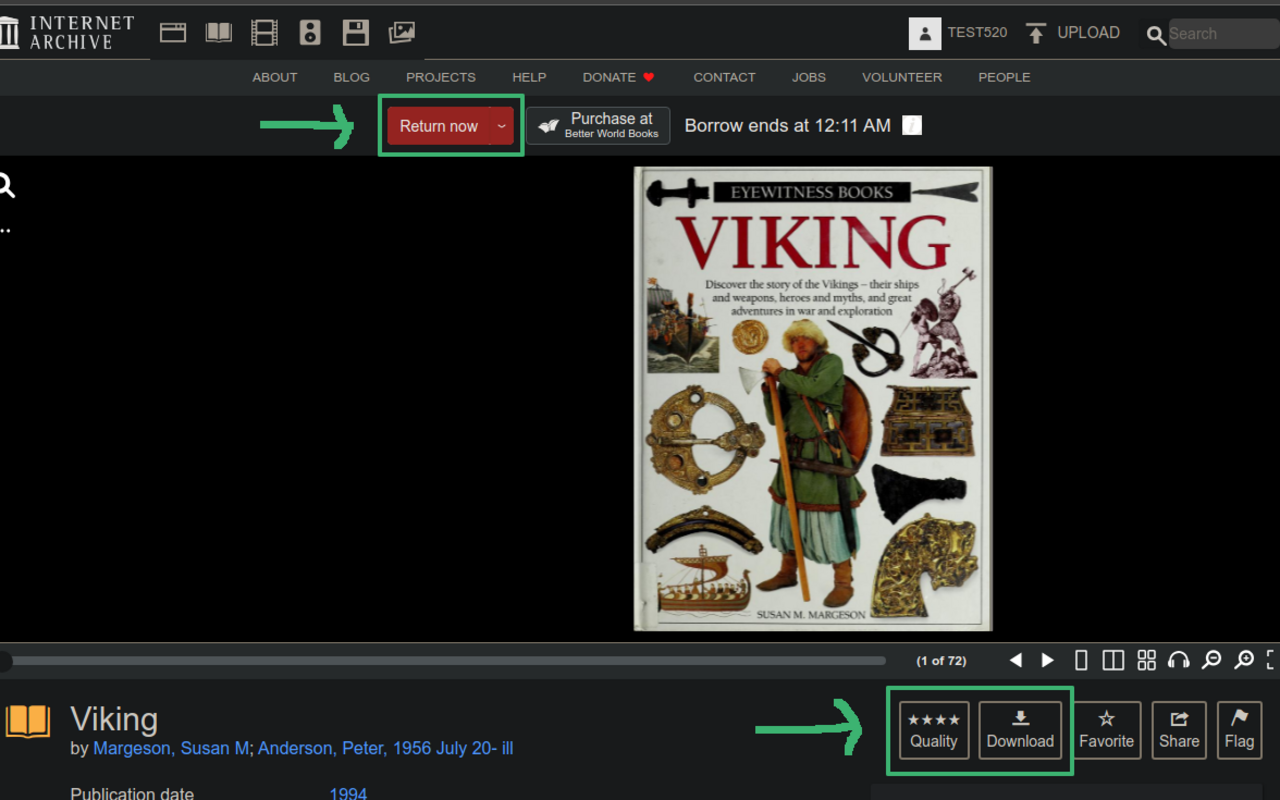 INTERNET
ARCHIVE
TEST520
UPLOAD
Search
ABOUT BLOG PROJECTS HELP DONATE CONTACT JOBS VOLUNTEER PEOPLE
Return now
Purchase at
Better World Books
Borrow ends at 12:11 AM
..
EYEWITNESS BOOKS
VIKING
Discover the story of the Vikings – their ships
and weapons, heroes and myths, and great
adventures in war and exploration
SUSAN M. MARGESON
(1 of 72)
Viking
by Margeson, Susan M; Anderson, Peter, 1956 July 20- ill
★★★★
Quality
Download
Favorite
Share
Flag
Publication date 1994